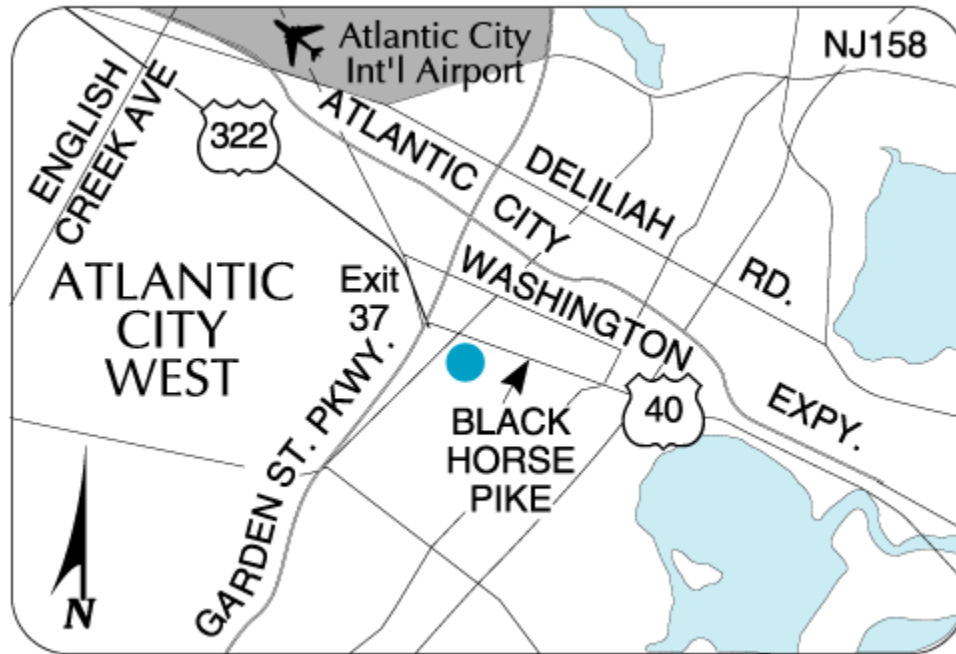 Atlantic City
Int'l Airport
NJ158
ENGLISH
CREEK AVE
322
ATLANTIC CITY EXPY.
DELILIAH RD.
WASHINGTON
ATLANTIC
CITY
WEST
Exit
37
GARDEN ST. PKWY.
40
BLACK
HORSE
PIKE
N